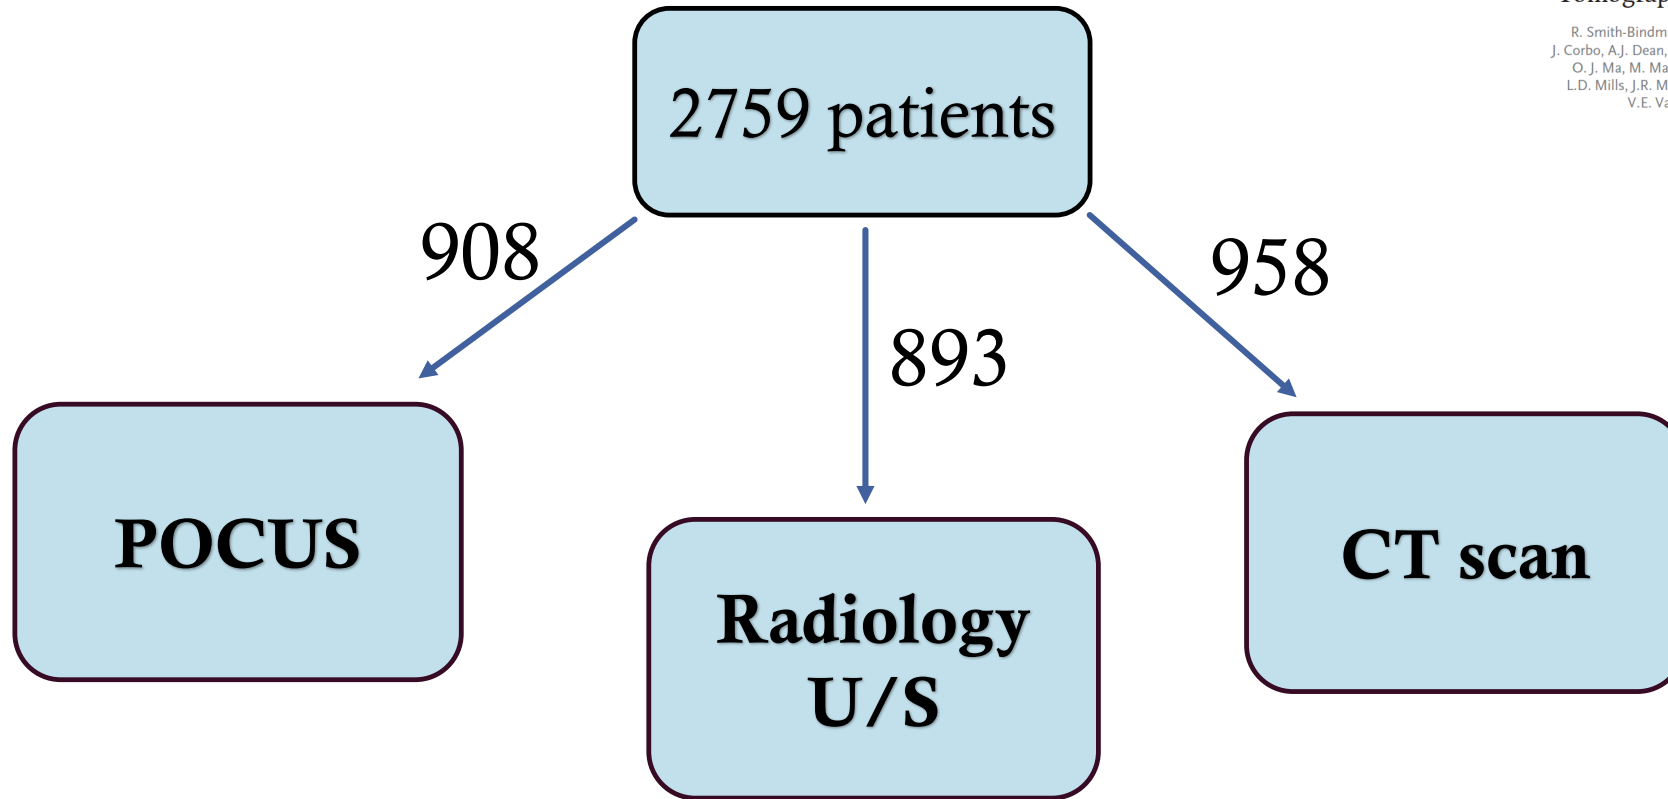 R. Smith-Bindm
J. Corbo, A.J. Dean,
O. J. Ma, M. Ma
L.D. Mills, J.R. M
V.E. Va
2759 patients
908
893
958
POCUS
Radiology
U/S
CT scan